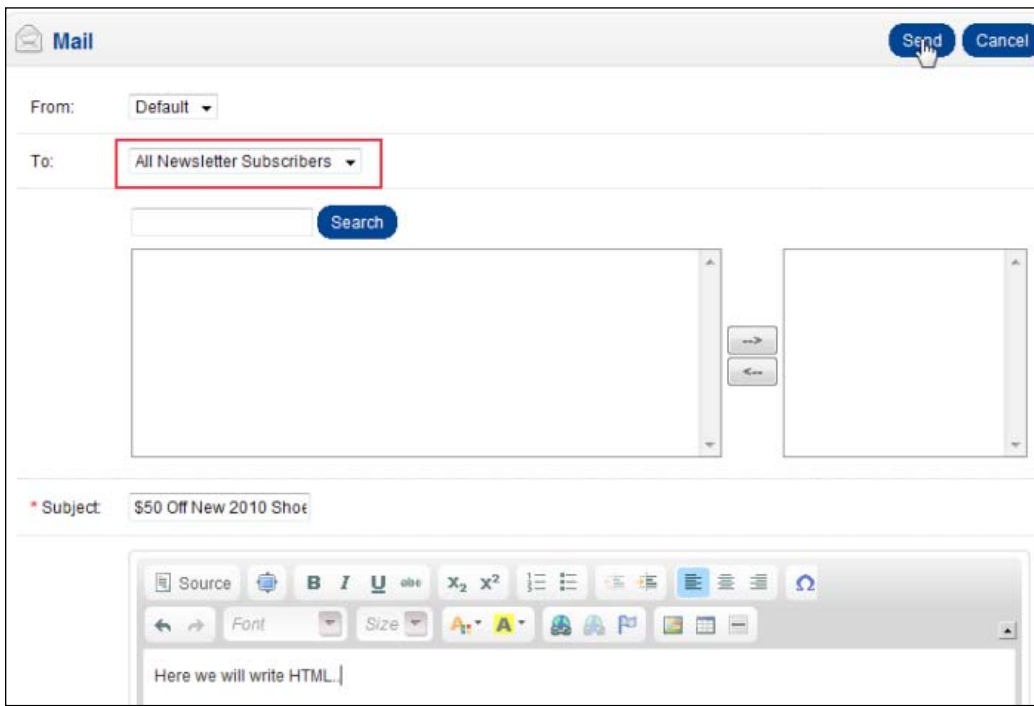 Mail Send Cancel
From: Default
To: All Newsletter Subscribers
Search
-->
<--
* Subject: $50 Off New 2010 Shoe
Source B I U abc X₂ X² Ω
Font Size A A
Here we will write HTML..